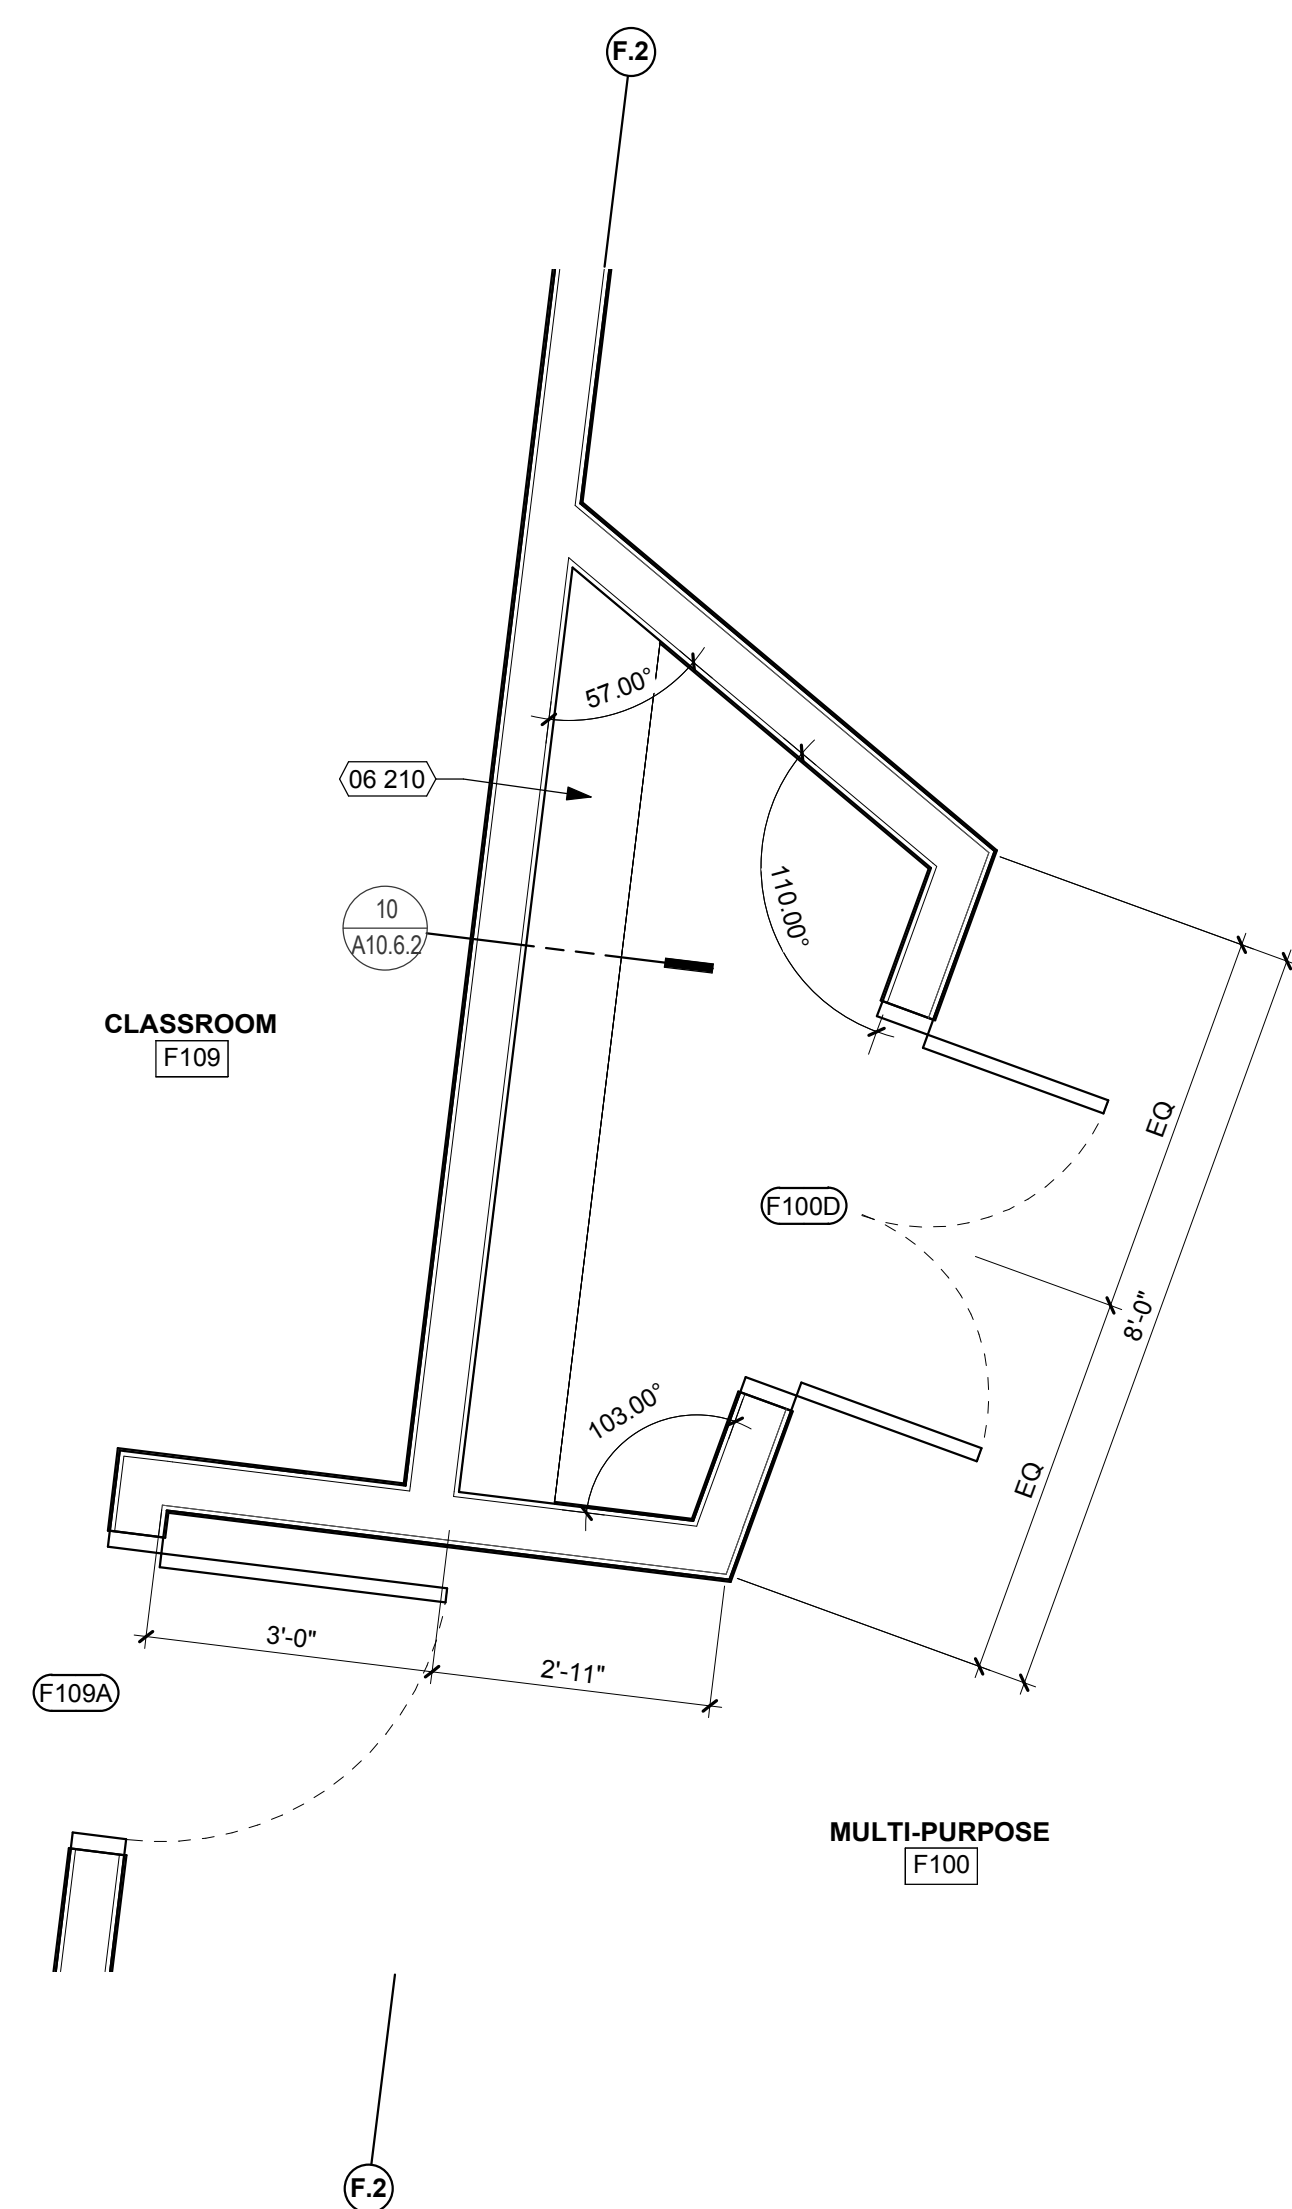 F.2
57.00°
06 210
110.00°
10
A10.6.2
CLASSROOM
F109
EQ
F100D
8'-0"
103.00°
EQ
3'-0"
2'-11"
F109A
MULTI-PURPOSE
F100
F.2